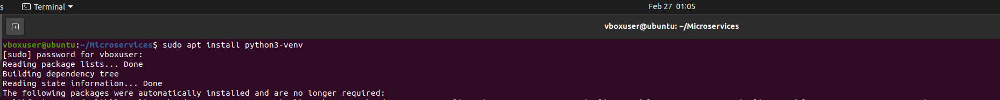 s Terminal Feb 27 01:05
vboxuser@ubuntu: ~/Microservices
vboxuser@ubuntu:~/Microservices$ sudo apt install python3-venv
[sudo] password for vboxuser:
Reading package lists... Done
Building dependency tree
Reading state information... Done
The following packages were automatically installed and are no longer required: